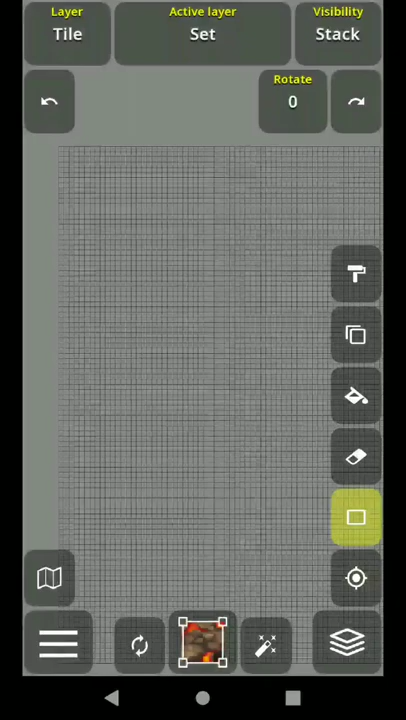 Layer
Tile
Active layer
Set
Visibility
Stack
Rotate
0